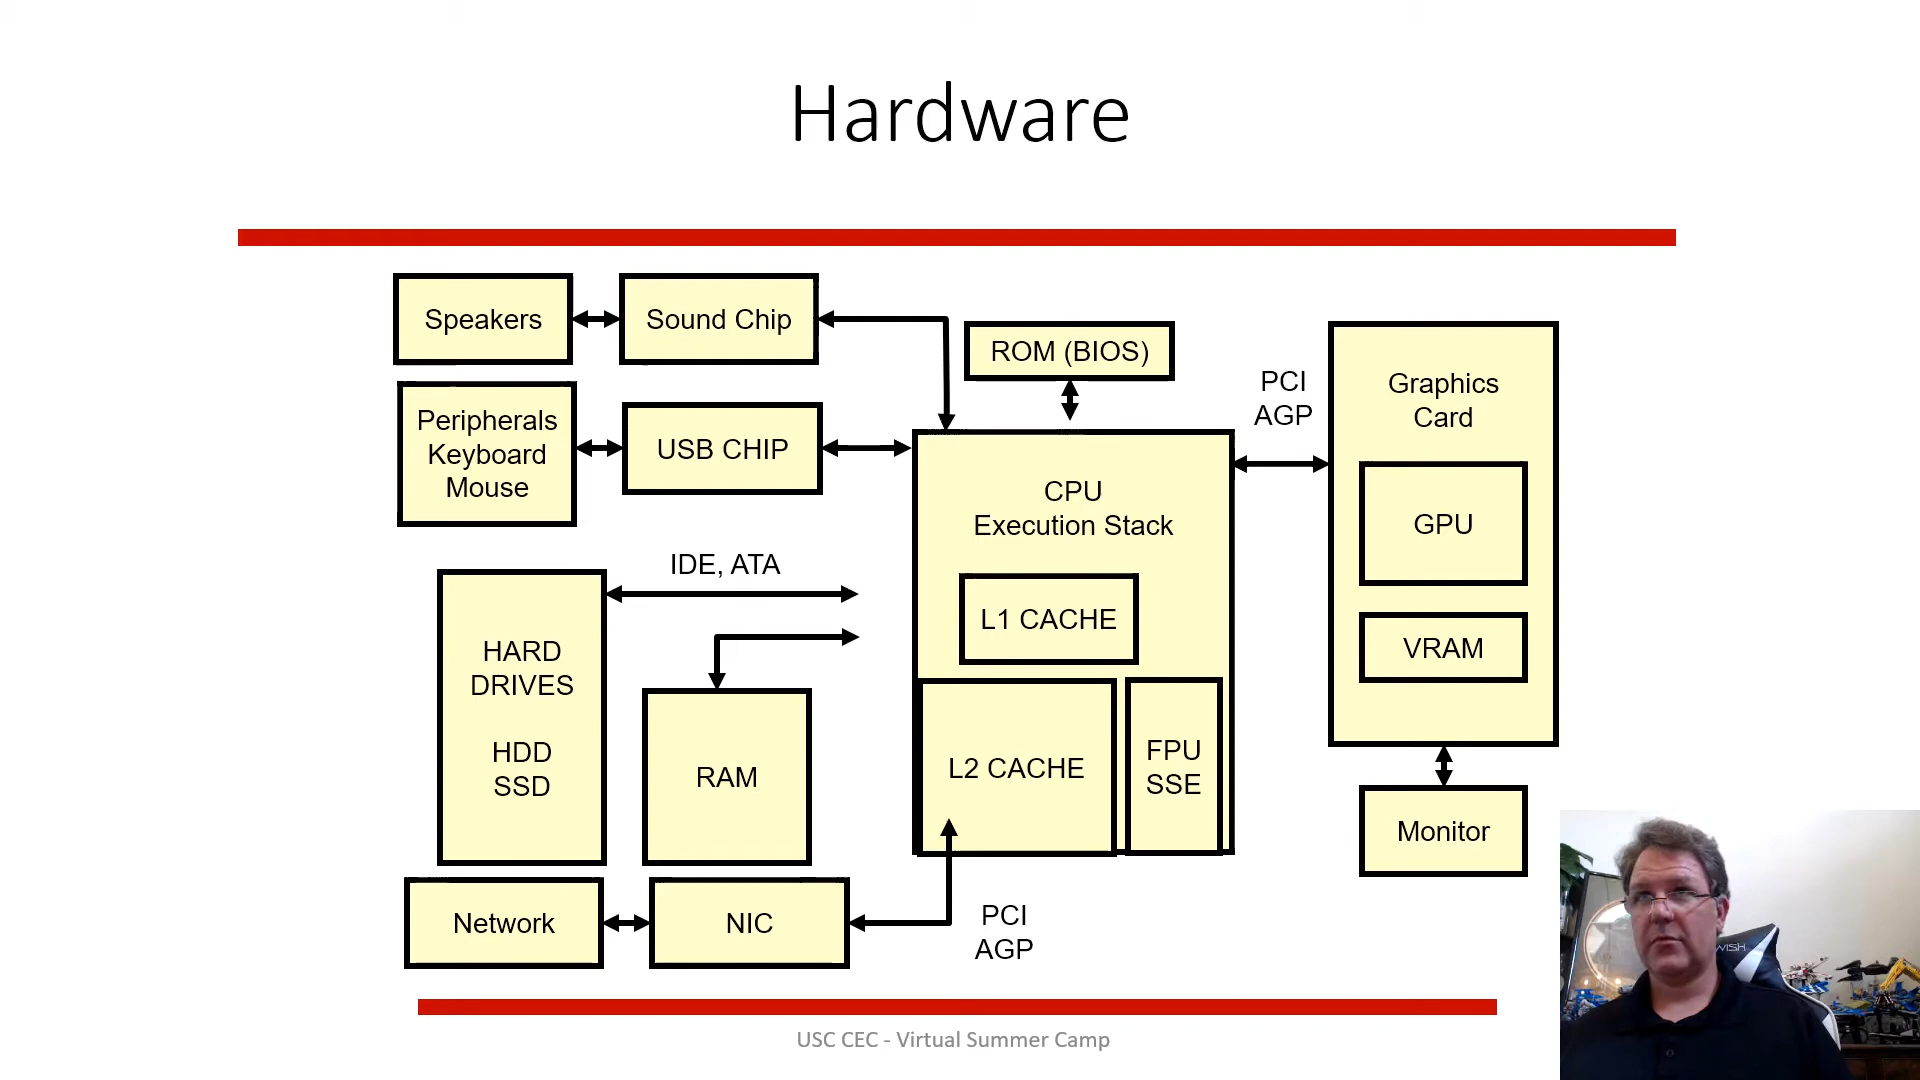 Hardware
Speakers
Sound Chip
ROM (BIOS)
PCI
AGP
Graphics
Card
Peripherals
Keyboard
Mouse
USB CHIP
CPU
Execution Stack
GPU
IDE, ATA
L1 CACHE
HARD
DRIVES
HDD
SSD
VRAM
RAM
L2 CACHE
FPU
SSE
Monitor
Network
NIC
PCI
AGP
USC CEC - Virtual Summer Camp